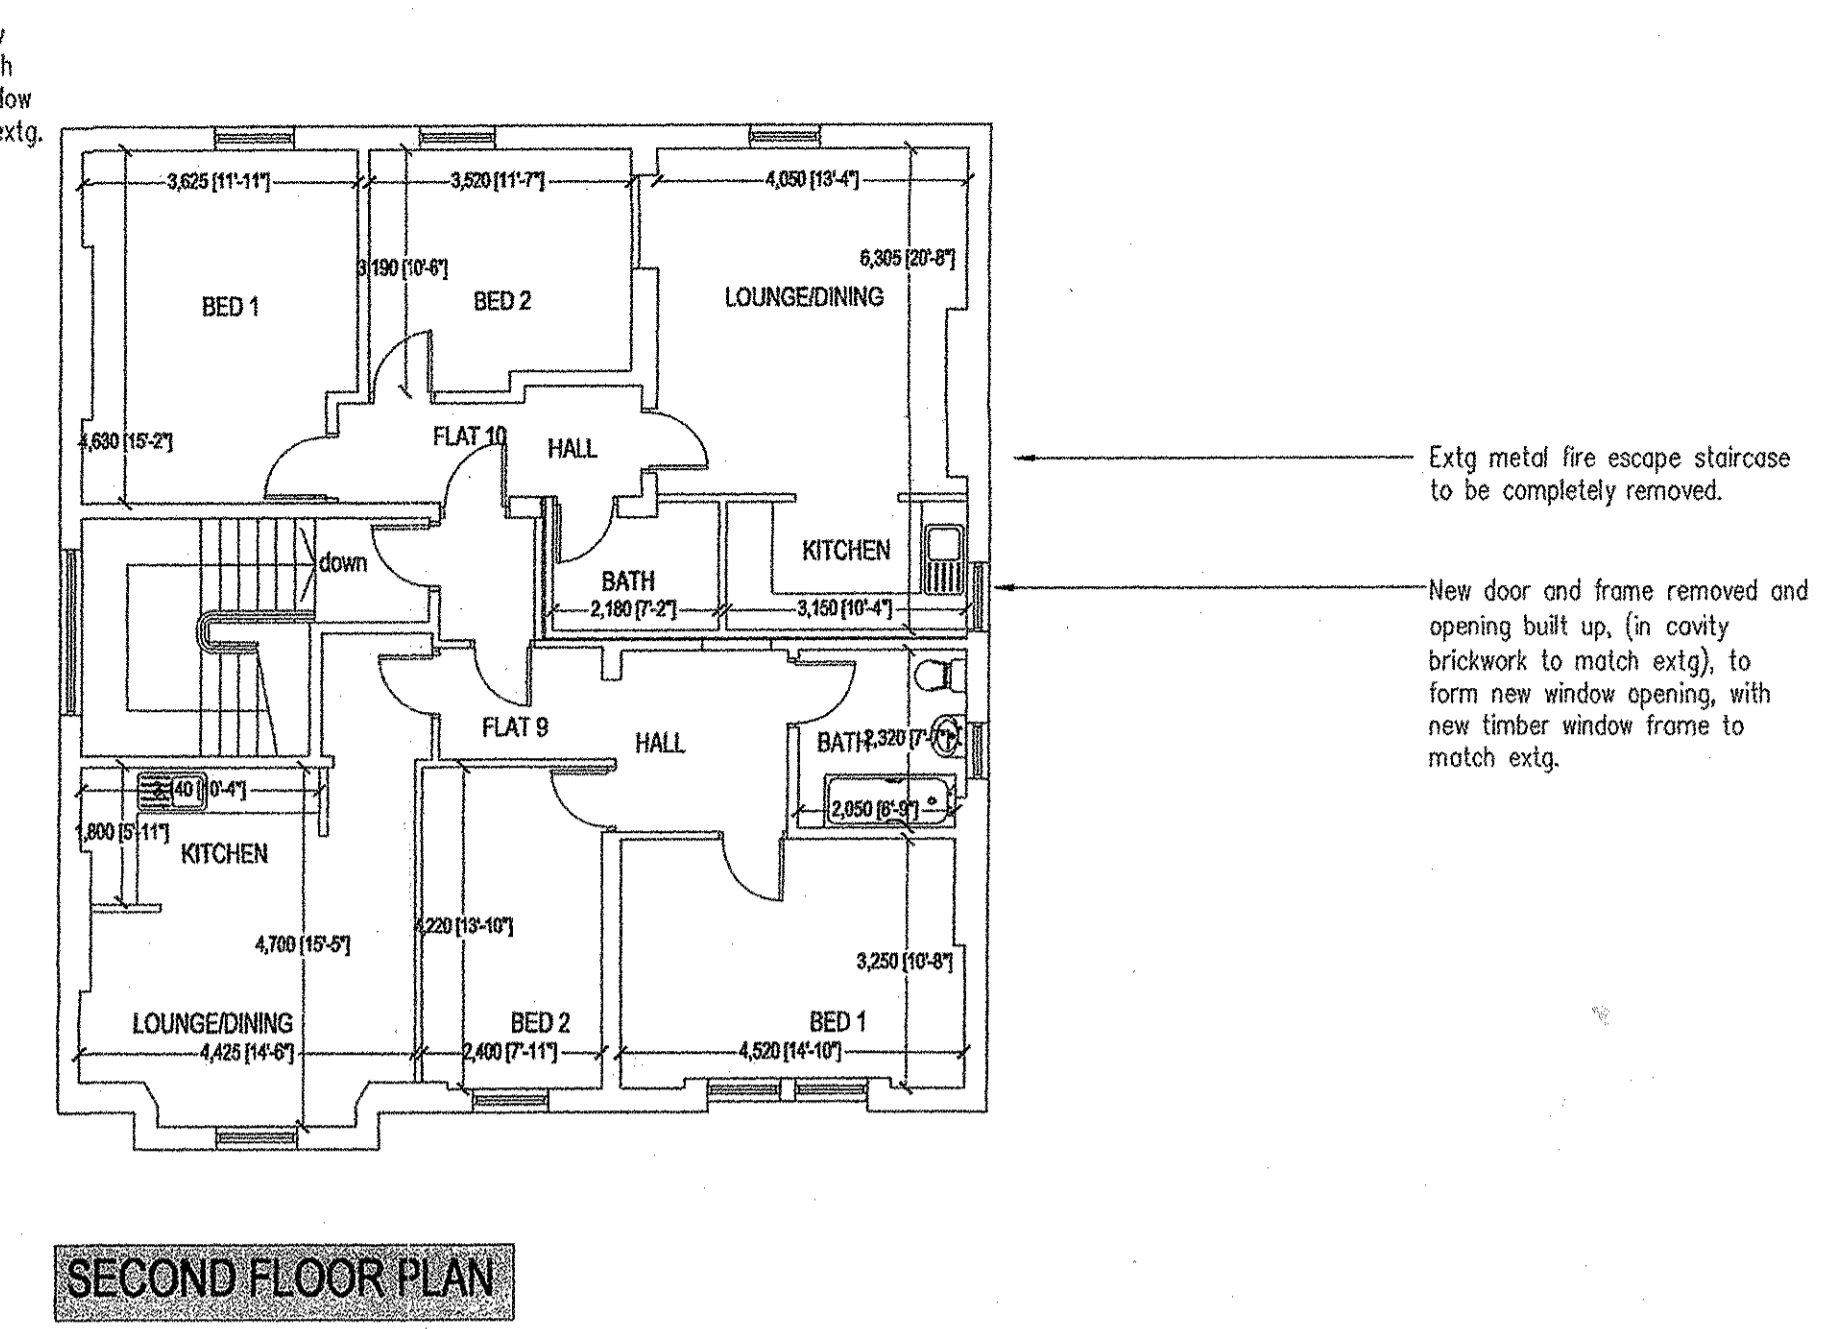 extg.
3,625 [11'-11"]
3,520 [11'-7"]
4,050 [13'-4"]
3,190 [10'-6"]
6,305 [20'-8"]
BED 1
BED 2
LOUNGE/DINING
4,630 [15'-2"]
FLAT 10
HALL
Extg metal fire escape staircase
to be completely removed.
down
KITCHEN
BATH
2,180 [7'-2"]
3,150 [10'-4"]
New door and frame removed and
opening built up, (in cavity
brickwork to match extg), to
form new window opening, with
new timber window frame to
match extg.
FLAT 9
HALL
BATH
2,320 [7'-7"]
2,050 [6'-9"]
1,800 [5'-11"]
KITCHEN
4,220 [13'-10"]
4,700 [15'-5"]
3,250 [10'-8"]
LOUNGE/DINING
BED 2
BED 1
4,425 [14'-6"]
2,400 [7'-11"]
4,520 [14'-10"]
SECOND FLOOR PLAN